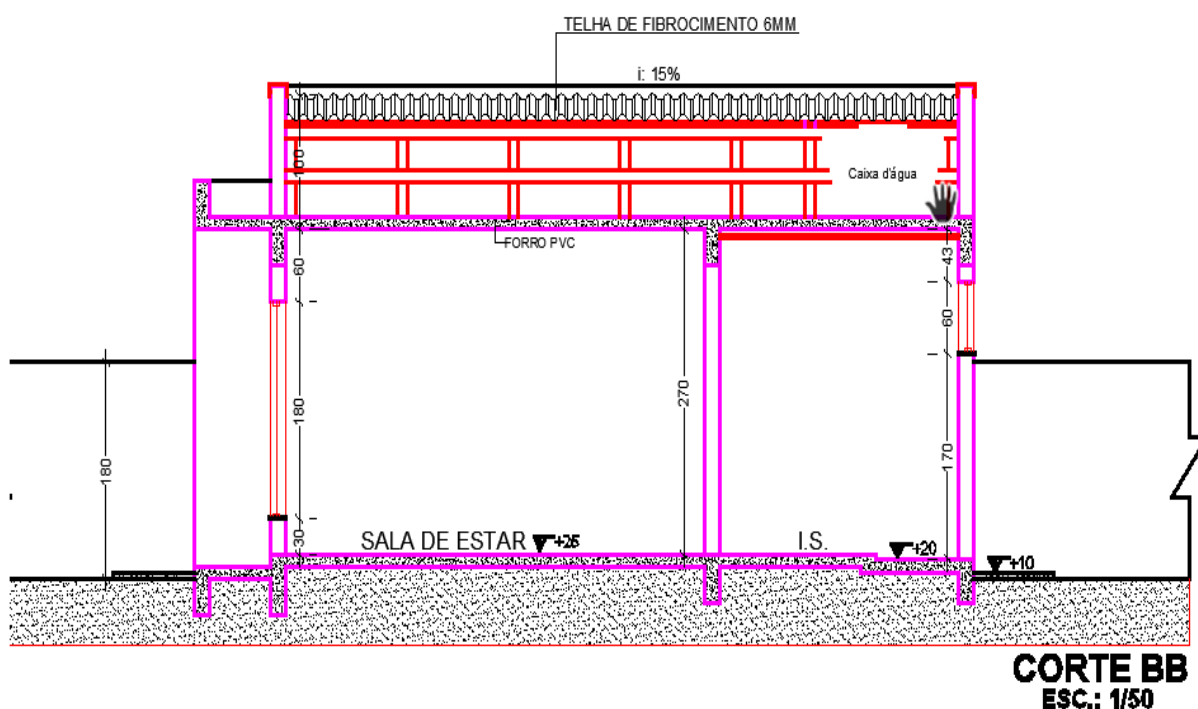 TELHA DE FIBROCIMENTO 6MM
i: 15%
100
Caixa d'água
FORRO PVC
60
43
60
180
270
180
170
SALA DE ESTAR
+25
I.S.
+20
30
+10
CORTE BB
ESC.: 1/50